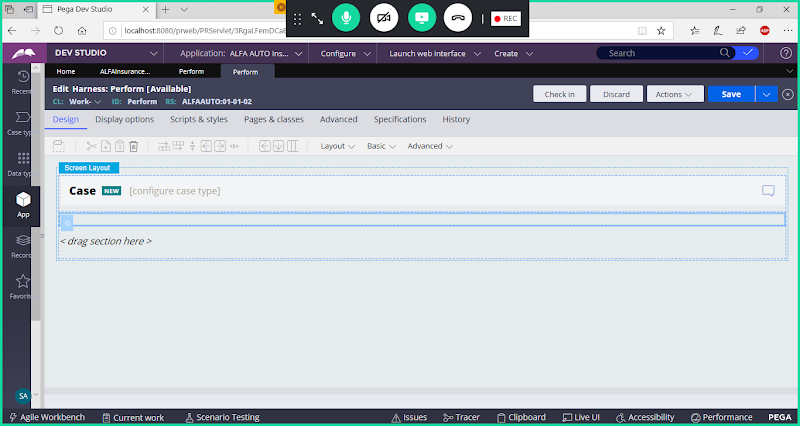 Pega Dev Studio
localhost:8080/prweb/PRServlet/3RgaLFemDCaE
REC
ABP
DEV STUDIO
Application: ALFA AUTO Ins...
Configure
Launch web interface
Create
Search
Home
ALFAInsurance...
Perform
Perform
Edit Harness: Perform [Available]
CL: Work- ID: Perform RS: ALFAAUTO:01-01-02
Check in
Discard
Actions
Save
Design
Display options
Scripts & styles
Pages & classes
Advanced
Specifications
History
Layout
Basic
Advanced
Recen
Case typ
Data typ
App
Record
Favorit
SA
Screen Layout
Case NEW [configure case type]
< drag section here >
Agile Workbench
Current work
Scenario Testing
Issues
Tracer
Clipboard
Live UI
Accessibility
Performance
PEGA